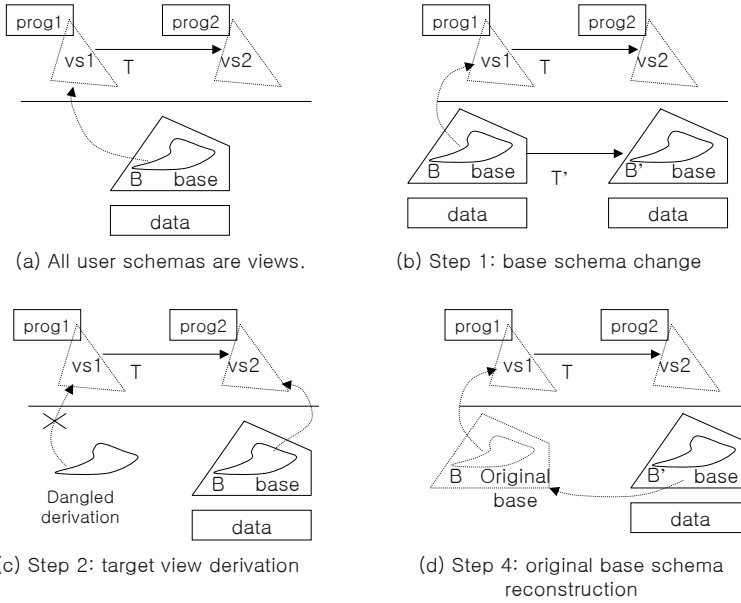 prog1
prog2
vs1
T
vs2
B base
data
(a) All user schemas are views.
prog1
prog2
vs1
T
vs2
B base
T'
B' base
data
data
(b) Step 1: base schema change
prog1
prog2
vs1
T
vs2
Dangled
derivation
B base
data
(c) Step 2: target view derivation
prog1
prog2
vs1
T
vs2
B Original
base
B' base
data
(d) Step 4: original base schema
reconstruction